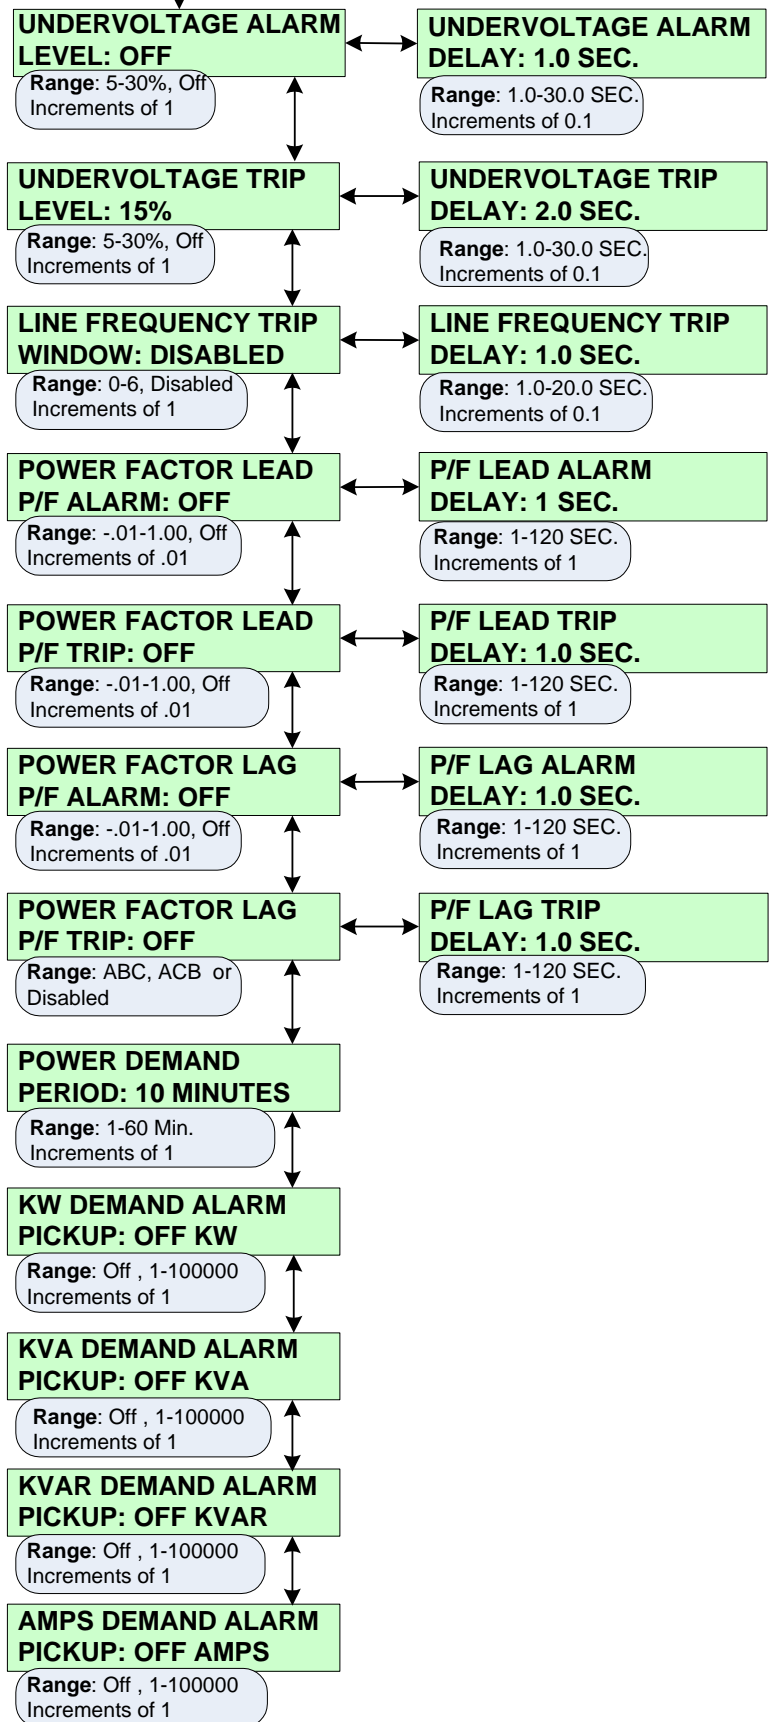 UNDERVOLTAGE ALARM
LEVEL: OFF
Range: 5-30%, Off
Increments of 1
UNDERVOLTAGE ALARM
DELAY: 1.0 SEC.
Range: 1.0-30.0 SEC.
Increments of 0.1
UNDERVOLTAGE TRIP
LEVEL: 15%
Range: 5-30%, Off
Increments of 1
UNDERVOLTAGE TRIP
DELAY: 2.0 SEC.
Range: 1.0-30.0 SEC.
Increments of 0.1
LINE FREQUENCY TRIP
WINDOW: DISABLED
Range: 0-6, Disabled
Increments of 1
LINE FREQUENCY TRIP
DELAY: 1.0 SEC.
Range: 1.0-20.0 SEC.
Increments of 0.1
POWER FACTOR LEAD
P/F ALARM: OFF
Range: -.01-1.00, Off
Increments of .01
P/F LEAD ALARM
DELAY: 1 SEC.
Range: 1-120 SEC.
Increments of 1
POWER FACTOR LEAD
P/F TRIP: OFF
Range: -.01-1.00, Off
Increments of .01
P/F LEAD TRIP
DELAY: 1.0 SEC.
Range: 1-120 SEC.
Increments of 1
POWER FACTOR LAG
P/F ALARM: OFF
Range: -.01-1.00, Off
Increments of .01
P/F LAG ALARM
DELAY: 1.0 SEC.
Range: 1-120 SEC.
Increments of 1
POWER FACTOR LAG
P/F TRIP: OFF
Range: ABC, ACB or
Disabled
P/F LAG TRIP
DELAY: 1.0 SEC.
Range: 1-120 SEC.
Increments of 1
POWER DEMAND
PERIOD: 10 MINUTES
Range: 1-60 Min.
Increments of 1
KW DEMAND ALARM
PICKUP: OFF KW
Range: Off , 1-100000
Increments of 1
KVA DEMAND ALARM
PICKUP: OFF KVA
Range: Off , 1-100000
Increments of 1
KVAR DEMAND ALARM
PICKUP: OFF KVAR
Range: Off , 1-100000
Increments of 1
AMPS DEMAND ALARM
PICKUP: OFF AMPS
Range: Off , 1-100000
Increments of 1